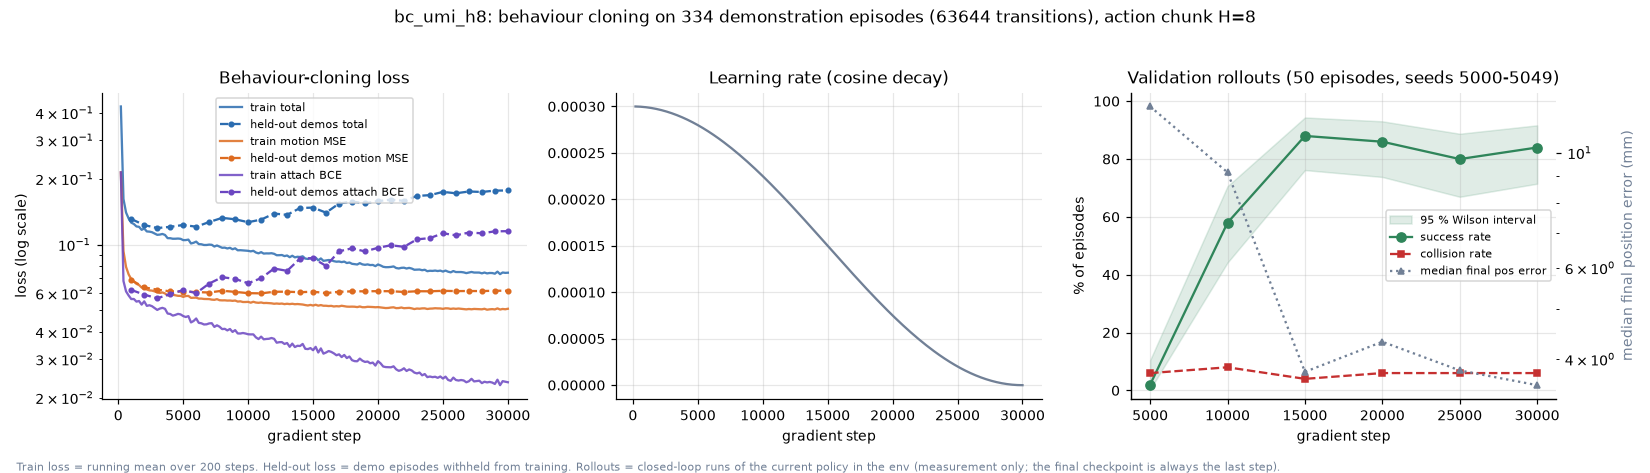 bc_umi_h8: behaviour cloning on 334 demonstration episodes (63644 transitions), action chunk H=8
Behaviour-cloning loss
loss (log scale)
4 × 10⁻¹
3 × 10⁻¹
2 × 10⁻¹
10⁻¹
6 × 10⁻²
4 × 10⁻²
3 × 10⁻²
2 × 10⁻²
train total
held-out demos total
train motion MSE
held-out demos motion MSE
train attach BCE
held-out demos attach BCE
0 5000 10000 15000 20000 25000 30000
gradient step
Learning rate (cosine decay)
0.00030
0.00025
0.00020
0.00015
0.00010
0.00005
0.00000
0 5000 10000 15000 20000 25000 30000
gradient step
Validation rollouts (50 episodes, seeds 5000-5049)
% of episodes
100
80
60
40
20
0
95 % Wilson interval
success rate
collision rate
median final pos error
10¹
6 × 10⁰
4 × 10⁰
median final position error (mm)
5000 10000 15000 20000 25000 30000
gradient step
Train loss = running mean over 200 steps. Held-out loss = demo episodes withheld from training. Rollouts = closed-loop runs of the current policy in the env (measurement only; the final checkpoint is always the last step).